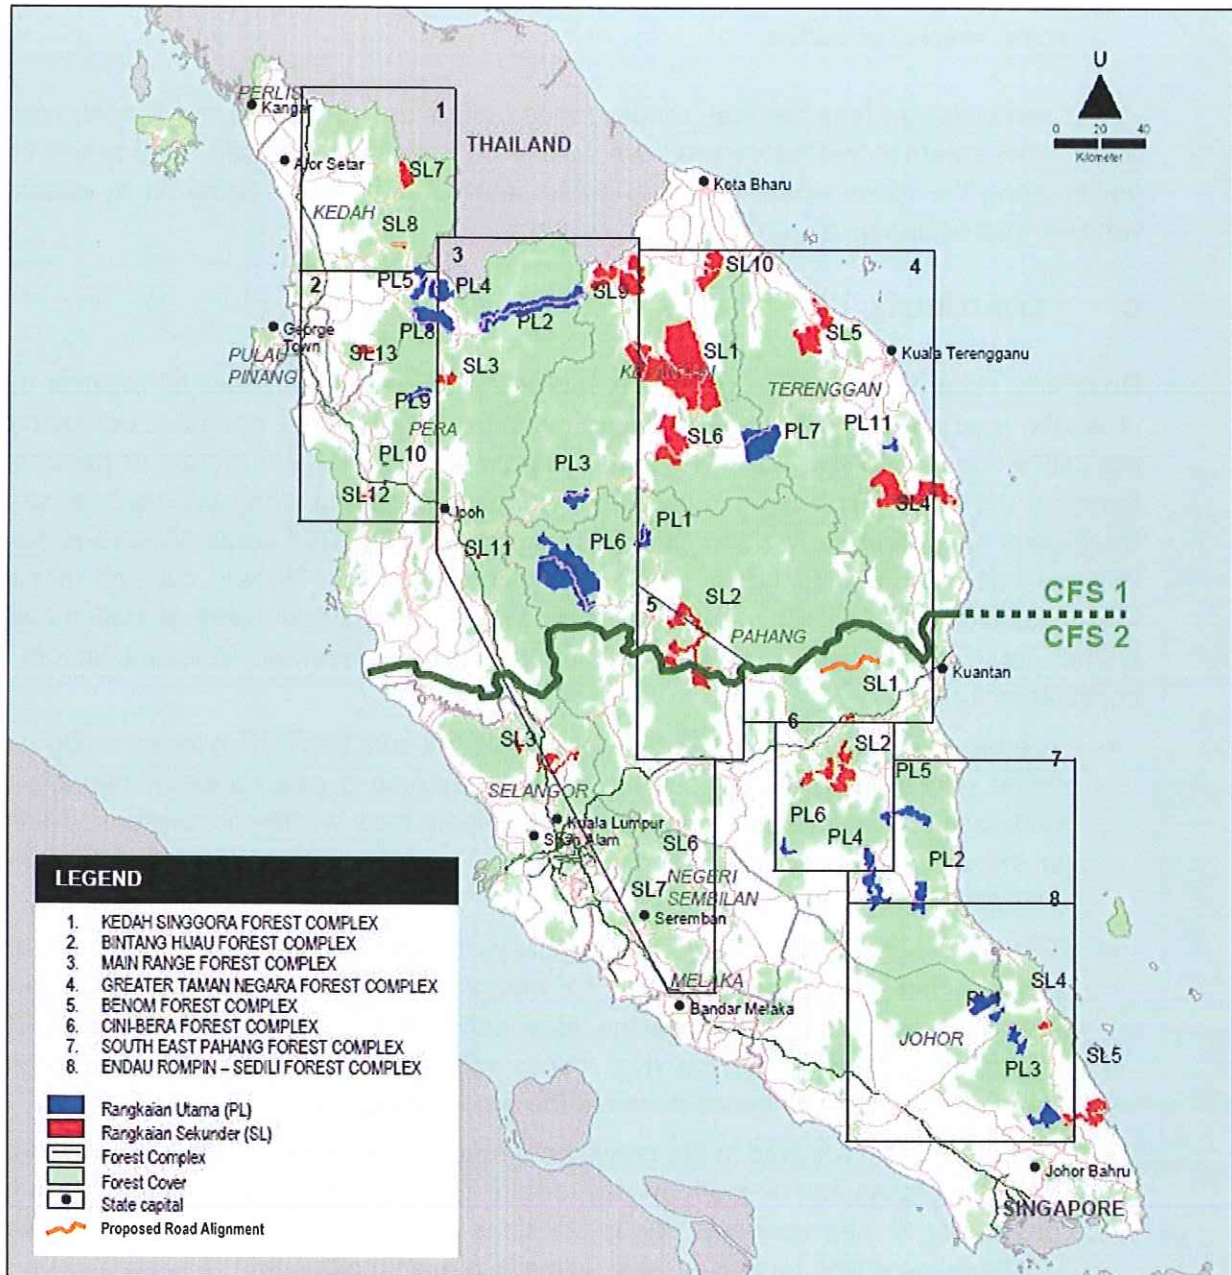 PERLIS
Kangar
1
THAILAND
U
0 20 40
Kilometer
Alor Setar
SL7
Kota Bharu
KEDAH
SL8
3
SL10
4
2
PL5
PL4
SL9
PL2
George
Town
PL8
SL5
PULAU
PINANG
SL13
SL3
SL1
Kuala Terengganu
TERENGGAN
PL9
PERA
SL6
PL7
PL11
PL10
PL3
SL12
Ipoh
SL4
PL1
SL11
PL6
5
SL2
CFS 1
PAHANG
CFS 2
SL1
Kuantan
6
SL3
SL2
7
PL5
SELANGOR
Kuala Lumpur
Shah Alam
PL6
PL4
SL6
PL2
SL7
NEGERI
SEMBILAN
Seremban
8
MELAKA
Bandar Melaka
SL4
JOHOR
PL3
SL5
Johor Bahru
SINGAPORE
LEGEND
1. KEDAH SINGGORA FOREST COMPLEX
2. BINTANG HIJAU FOREST COMPLEX
3. MAIN RANGE FOREST COMPLEX
4. GREATER TAMAN NEGARA FOREST COMPLEX
5. BENOM FOREST COMPLEX
6. CINI-BERA FOREST COMPLEX
7. SOUTH EAST PAHANG FOREST COMPLEX
8. ENDAU ROMPIN – SEDILI FOREST COMPLEX
Rangkaian Utama (PL)
Rangkaian Sekunder (SL)
Forest Complex
Forest Cover
State capital
Proposed Road Alignment